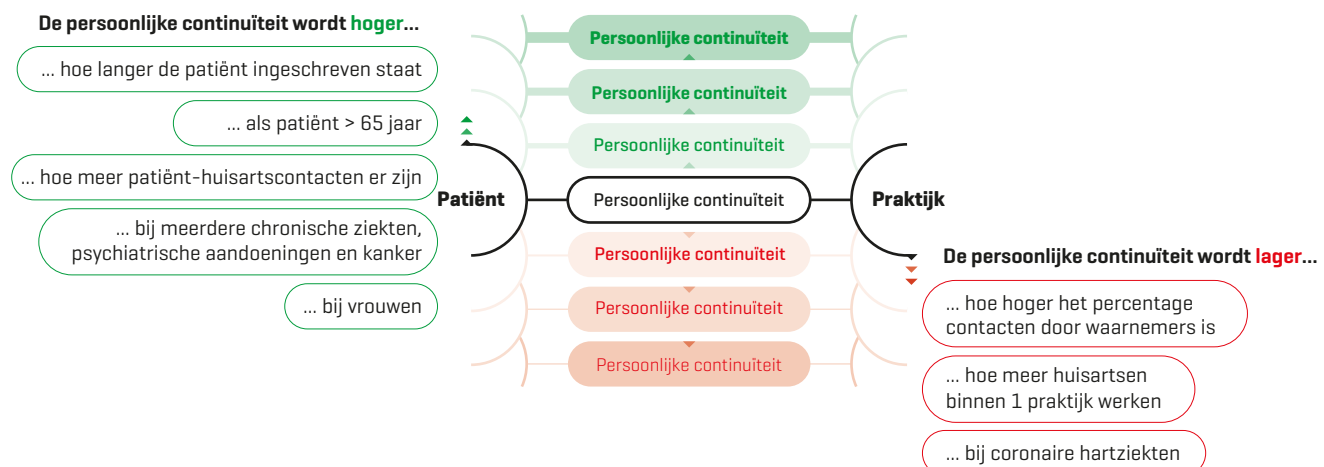 De persoonlijke continuïteit wordt hoger...
... hoe langer de patiënt ingeschreven staat
... als patiënt > 65 jaar
... hoe meer patiënt-huisartscontacten er zijn
... bij meerdere chronische ziekten,
psychiatrische aandoeningen en kanker
... bij vrouwen
Patiënt
Persoonlijke continuïteit
Persoonlijke continuïteit
Persoonlijke continuïteit
Persoonlijke continuïteit
Persoonlijke continuïteit
Persoonlijke continuïteit
Persoonlijke continuïteit
Praktijk
De persoonlijke continuïteit wordt lager...
... hoe hoger het percentage
contacten door waarnemers is
... hoe meer huisartsen
binnen 1 praktijk werken
... bij coronaire hartziekten